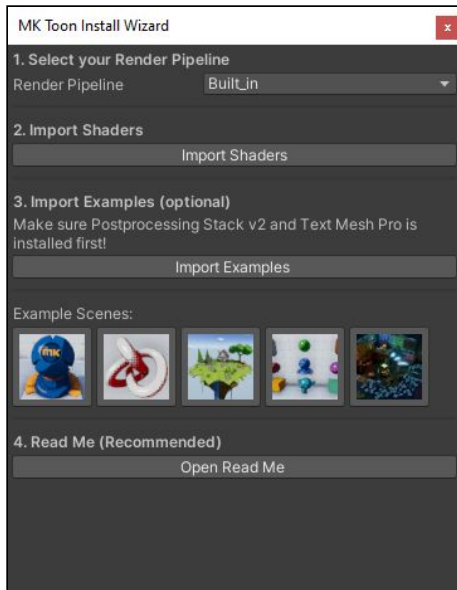 MK Toon Install Wizard
x
1. Select your Render Pipeline
Render Pipeline Built_in
2. Import Shaders
Import Shaders
3. Import Examples (optional)
Make sure Postprocessing Stack v2 and Text Mesh Pro is
installed first!
Import Examples
Example Scenes:
MK
4. Read Me (Recommended)
Open Read Me